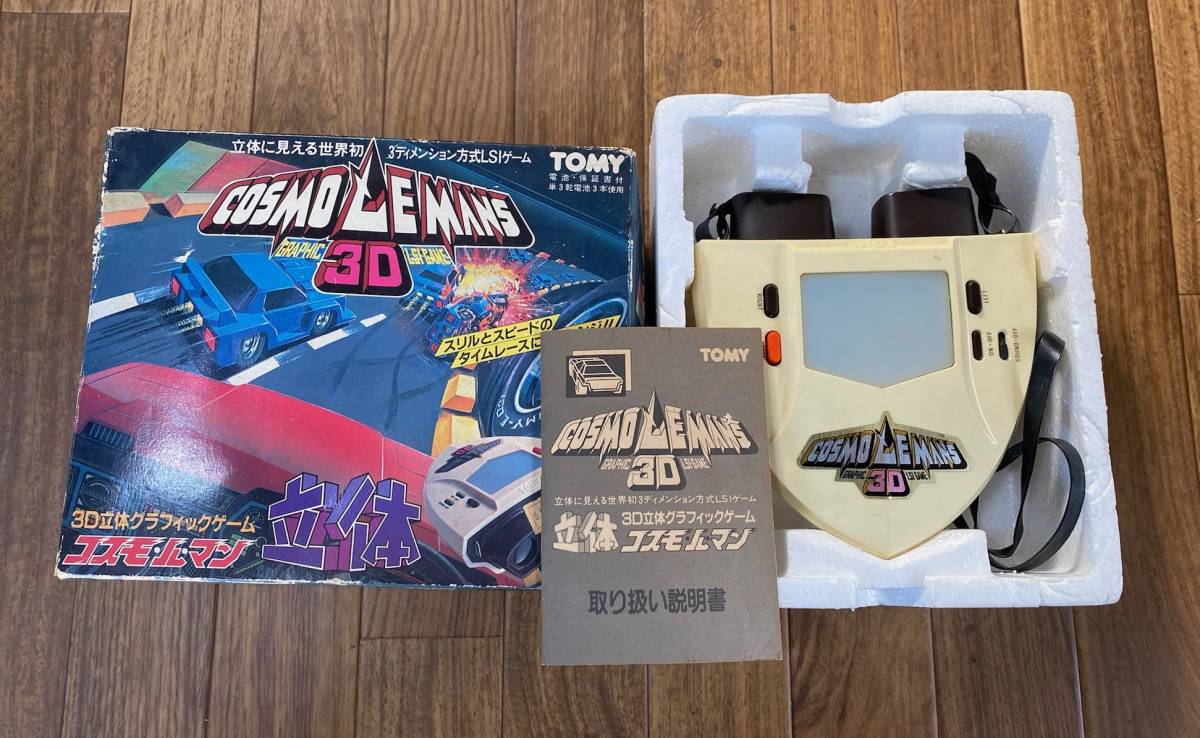 立体に見える世界初 3ディメンション方式LSIゲーム
TOMY
電池・保証書付
単3乾電池3本使用
COSMO LE MANS
GRAPHIC 3D LSI GAME
スリルとスピードの
タイムレースに
3D立体グラフィックゲーム
コスモ・ル・マン
立体
TOMY
COSMO LE MANS
GRAPHIC 3D LSI GAME
立体に見える世界初3ディメンション方式LSIゲーム
3D立体グラフィックゲーム
立体 コスモ・ル・マン
取り扱い説明書
RIGHT
LEFT
ON・OFF
SOUND・OFF
COSMO LE MANS
GRAPHIC 3D LSI GAME